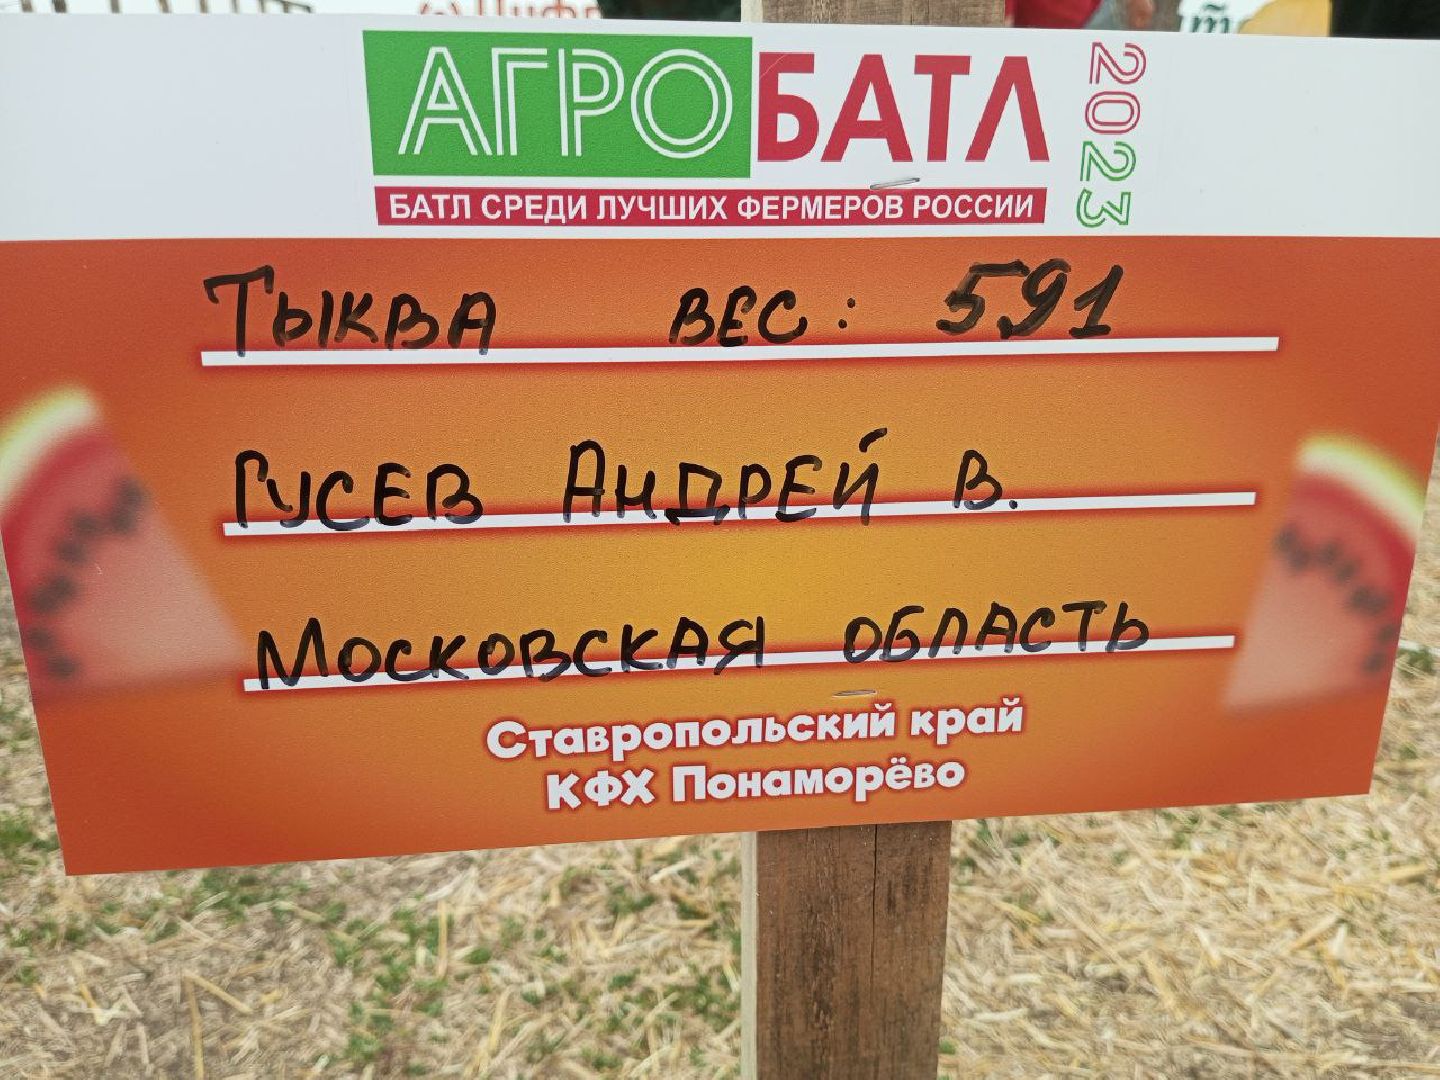 АГРОБАТЛ 2023
БАТЛ СРЕДИ ЛУЧШИХ ФЕРМЕРОВ РОССИИ
ТЫКВА ВЕС: 591
ГУСЕВ АНДРЕЙ В.
МОСКОВСКАЯ ОБЛАСТЬ
Ставропольский край
КФХ Понаморёво